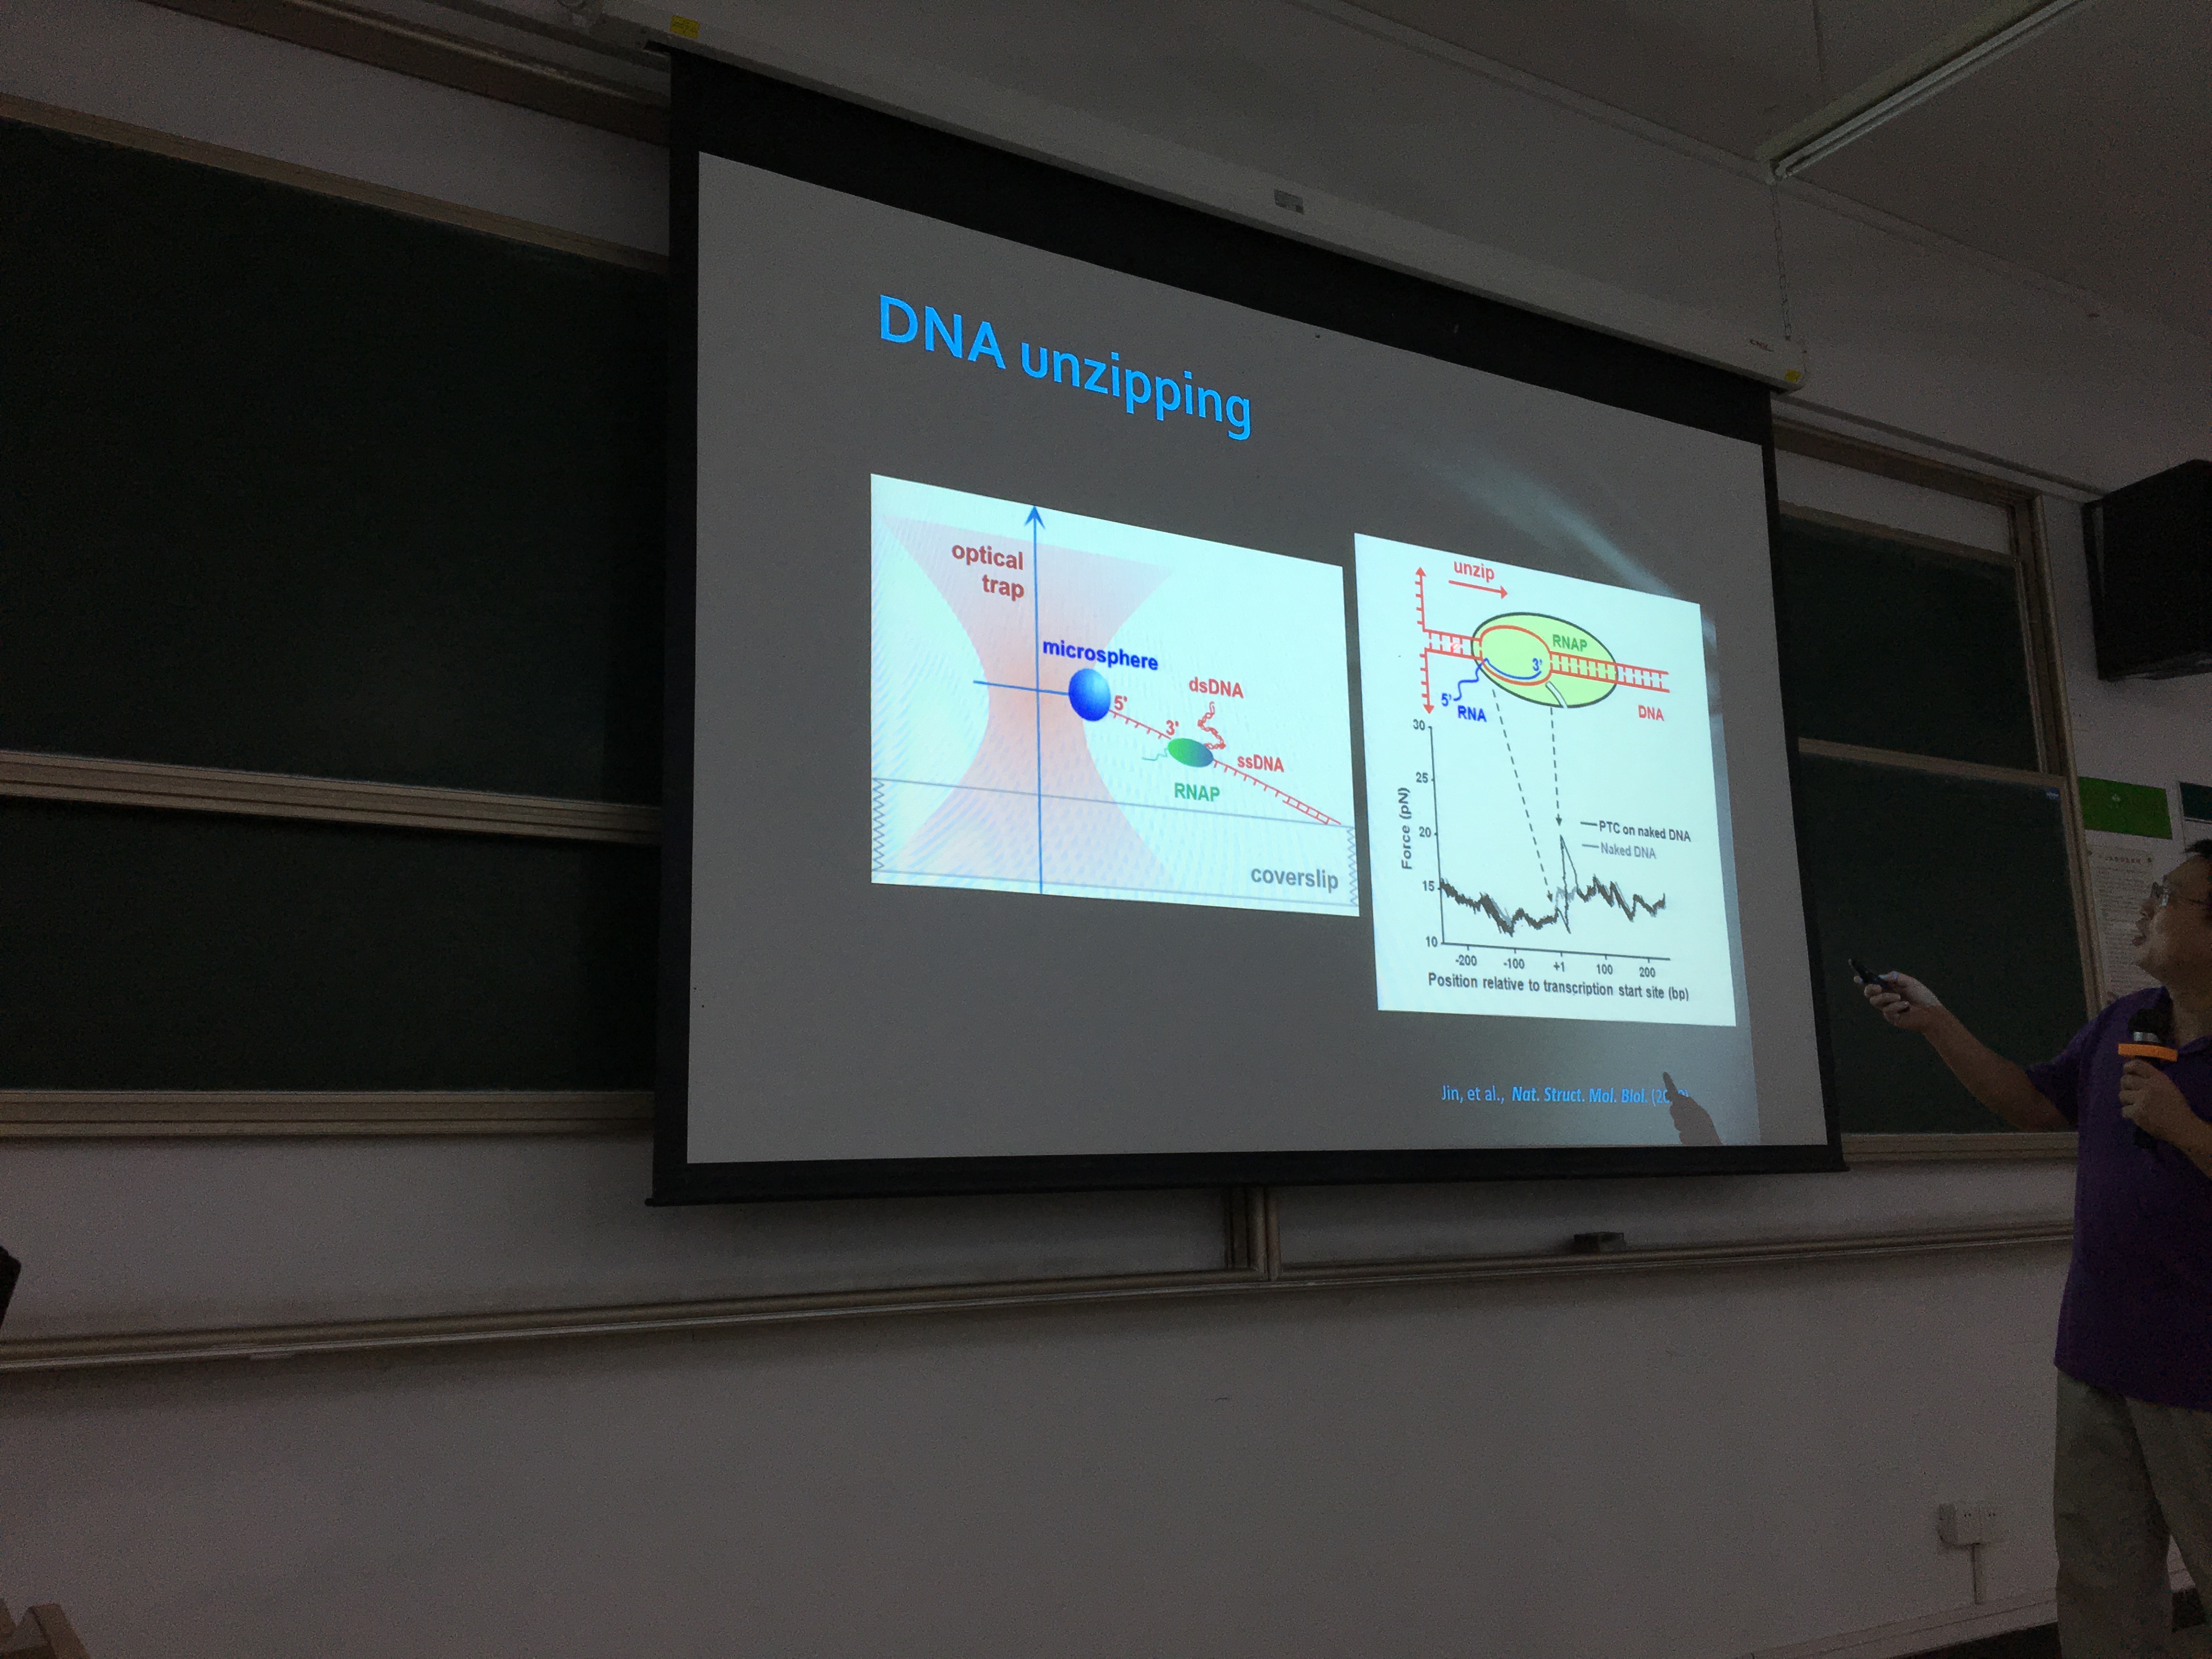 DNA unzipping
optical
trap
microsphere
5'
3'
dsDNA
ssDNA
RNAP
coverslip
unzip
RNAP
3'
5'
RNA
DNA
30
25
20
15
10
Force (pN)
PTC on naked DNA
Naked DNA
-200 -100 +1 100 200
Position relative to transcription start site (bp)
Jin, et al., Nat. Struct. Mol. Biol. (20